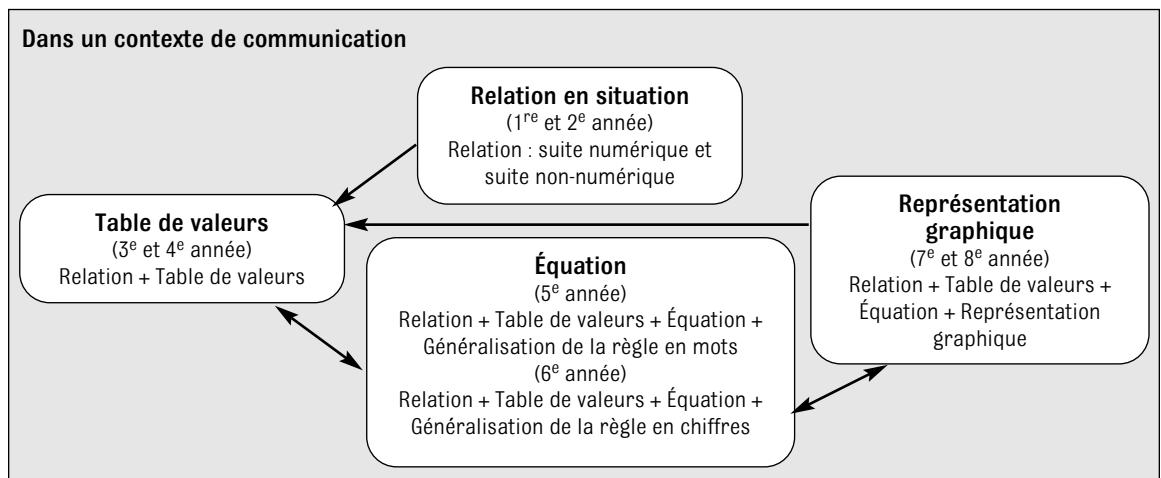 Dans un contexte de communication
Relation en situation
(1re et 2e année)
Relation : suite numérique et
suite non-numérique
Table de valeurs
(3e et 4e année)
Relation + Table de valeurs
Équation
(5e année)
Relation + Table de valeurs + Équation +
Généralisation de la règle en mots
(6e année)
Relation + Table de valeurs + Équation +
Généralisation de la règle en chiffres
Représentation
graphique
(7e et 8e année)
Relation + Table de valeurs +
Équation + Représentation
graphique